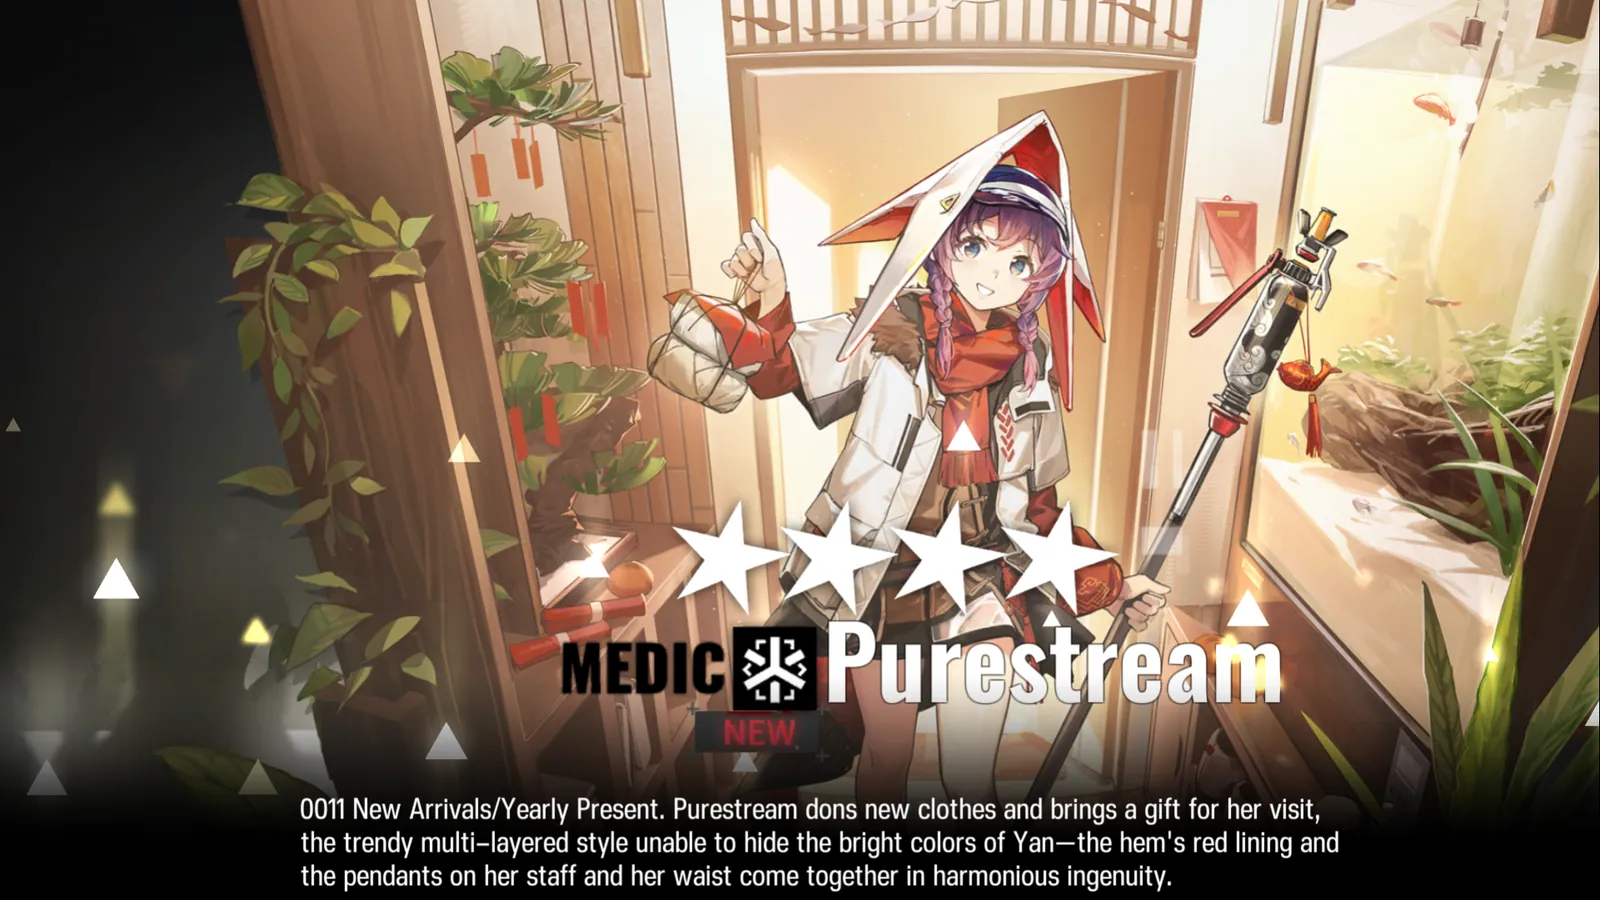 MEDIC Purestream
NEW
0011 New Arrivals/Yearly Present. Purestream dons new clothes and brings a gift for her visit,
the trendy multi-layered style unable to hide the bright colors of Yan—the hem's red lining and
the pendants on her staff and her waist come together in harmonious ingenuity.